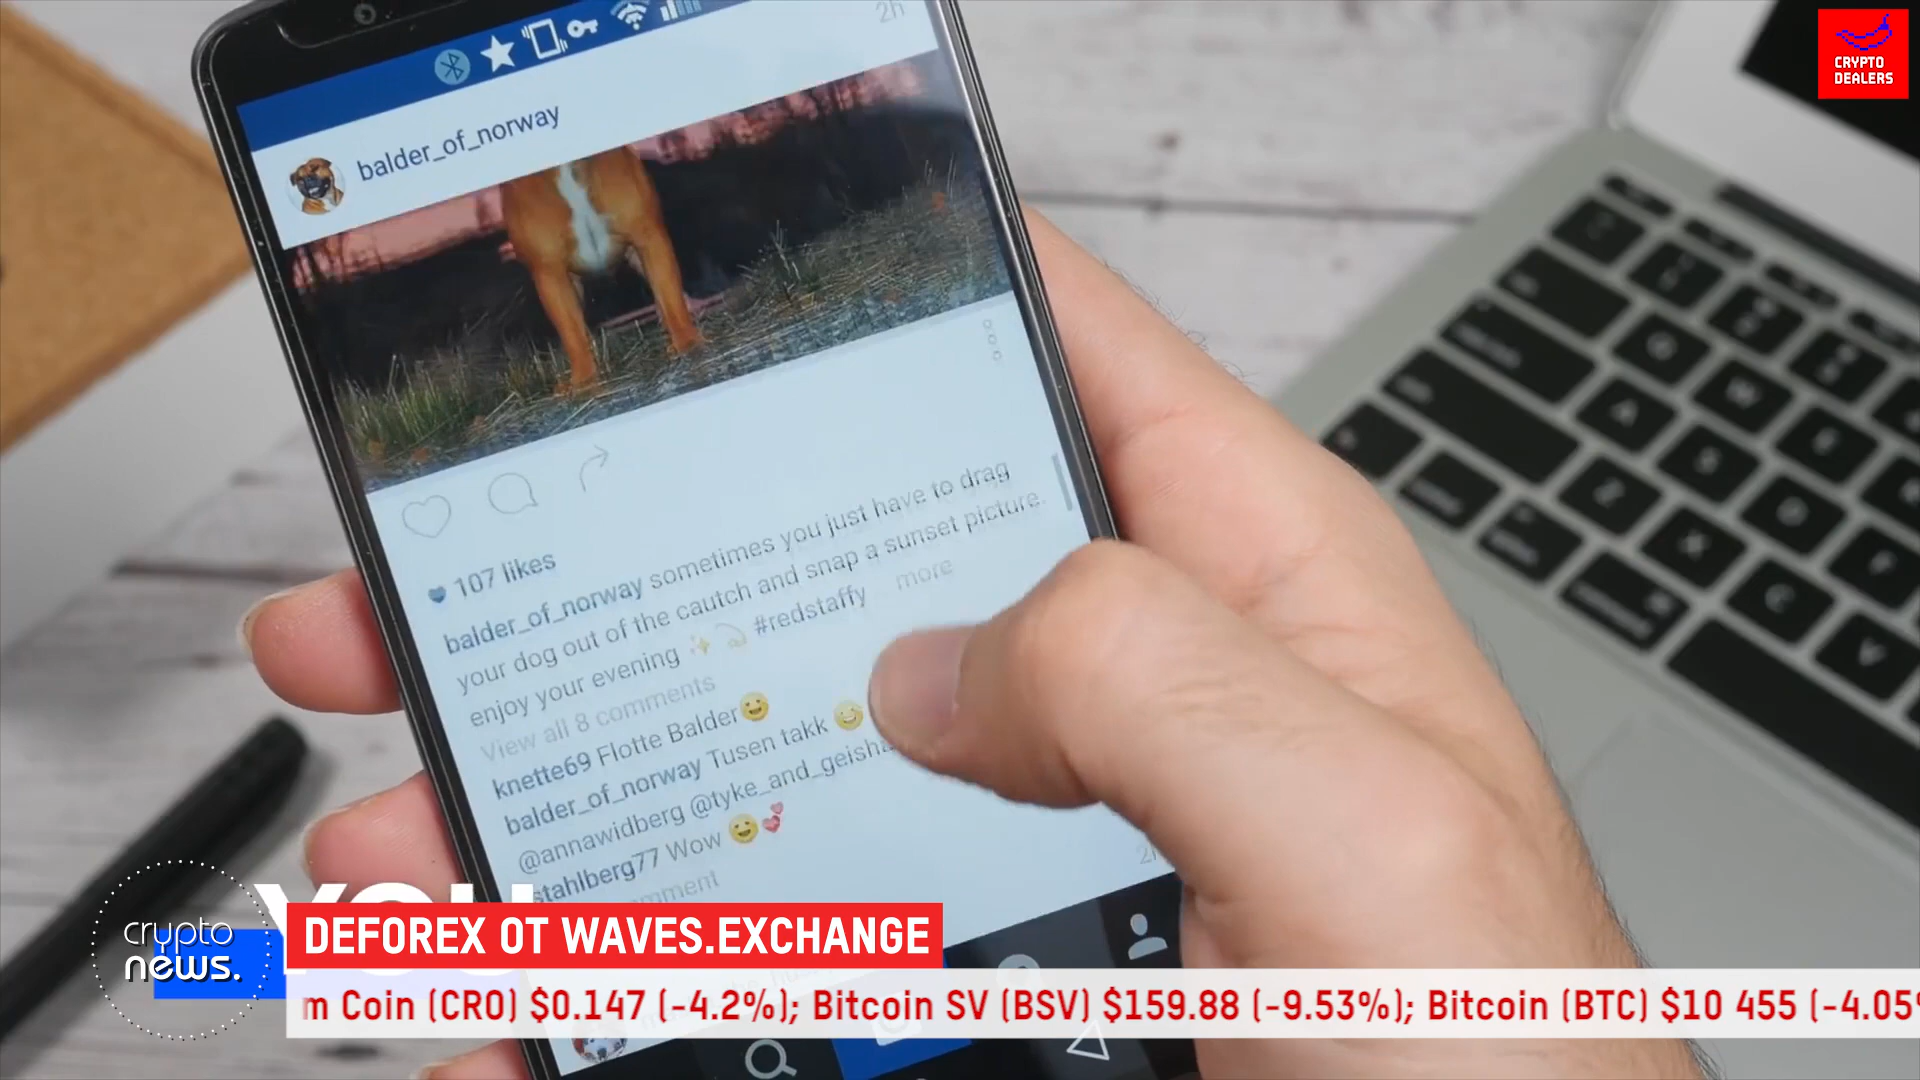 2h
CRYPTO
DEALERS
balder_of_norway
107 likes
balder_of_norway sometimes you just have to drag
your dog out of the cautch and snap a sunset picture.
enjoy your evening ✨💫 #redstaffy more
View all 8 comments
knette69 Flotte Balder😀
balder_of_norway Tusen takk 😀
@annawidberg @tyke_and_geisha
stahlberg77 Wow 😀💕
YOU
crypto
news.
DEFOREX ОТ WAVES.EXCHANGE
m Coin (CRO) $0.147 (-4.2%); Bitcoin SV (BSV) $159.88 (-9.53%); Bitcoin (BTC) $10 455 (-4.05%